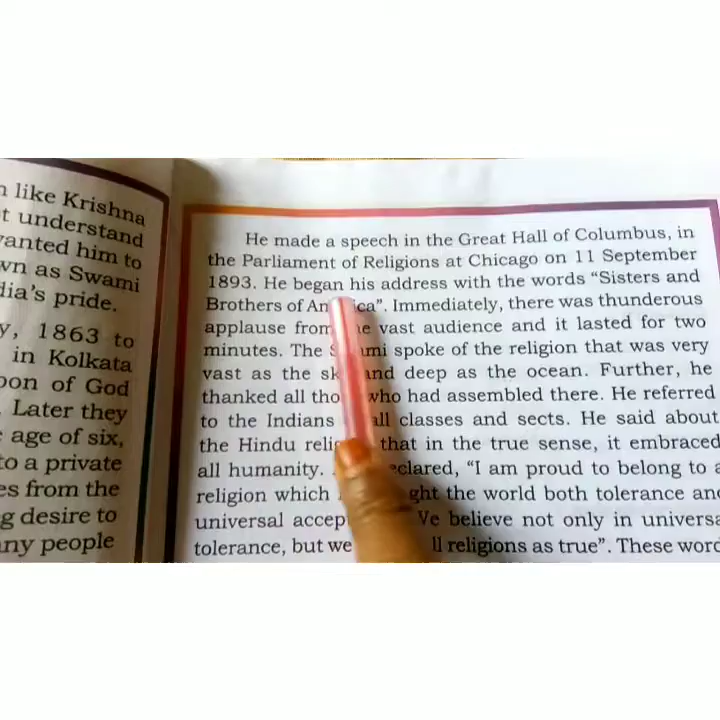 n like Krishna
t understand
wanted him to
wn as Swami
dia's pride.
y, 1863 to
in Kolkata
oon of God
. Later they
age of six,
to a private
es from the
g desire to
any people
He made a speech in the Great Hall of Columbus, in
the Parliament of Religions at Chicago on 11 September
1893. He began his address with the words “Sisters and
Brothers of Am ica”. Immediately, there was thunderous
applause from e vast audience and it lasted for two
minutes. The S mi spoke of the religion that was very
vast as the sk and deep as the ocean. Further, he
thanked all tho who had assembled there. He referred
to the Indians all classes and sects. He said about
the Hindu relig that in the true sense, it embraced
all humanity. eclared, “I am proud to belong to a
religion which ght the world both tolerance and
universal accep We believe not only in universa
tolerance, but we ll religions as true”. These word